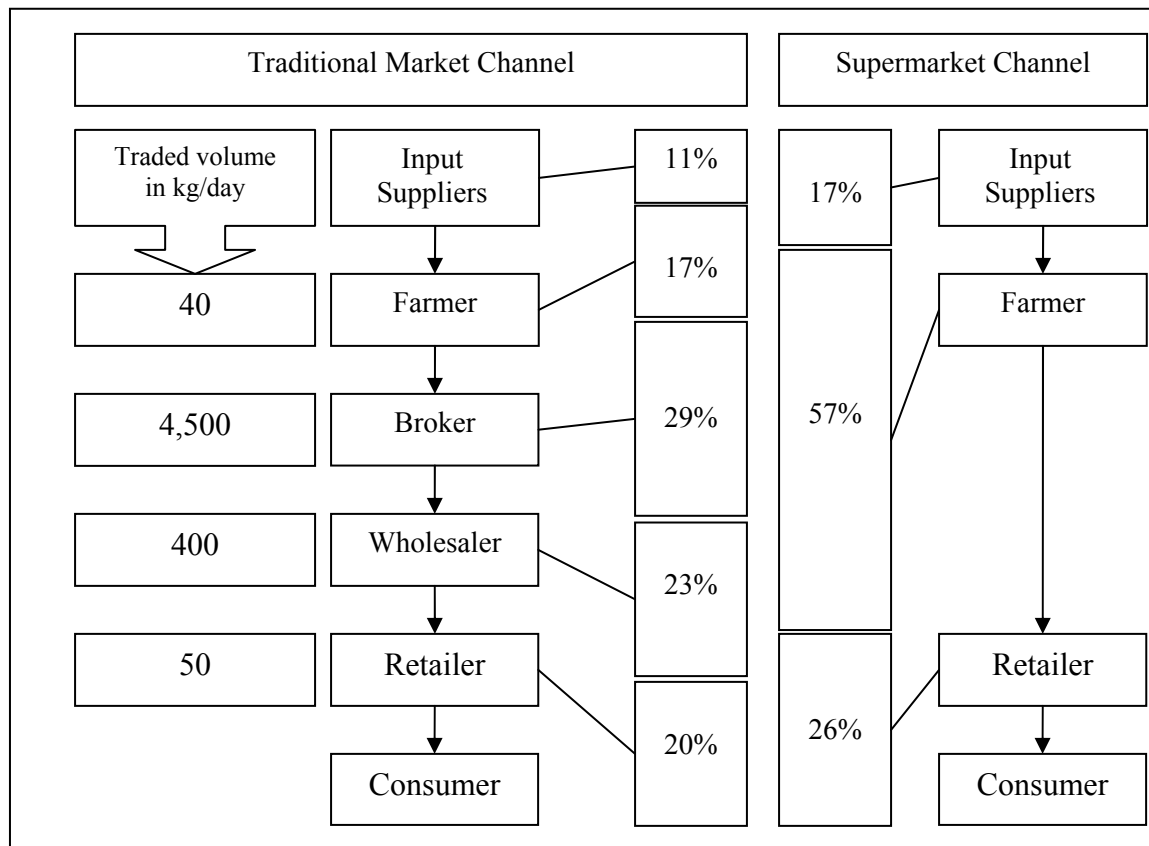 Traditional Market Channel
Supermarket Channel
Traded volume
in kg/day
Input
Suppliers
11%
17%
Input
Suppliers
17%
40
Farmer
Farmer
4,500
Broker
29%
57%
400
Wholesaler
23%
50
Retailer
Retailer
20%
26%
Consumer
Consumer